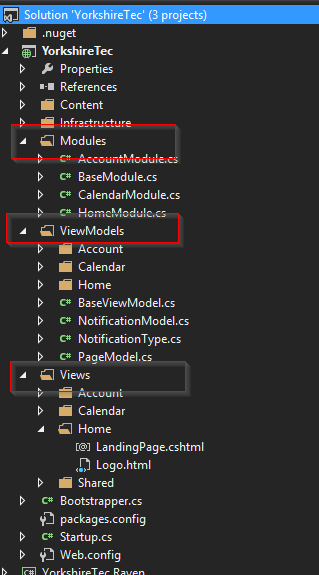 Solution 'YorkshireTec' (3 projects)
.nuget
YorkshireTec
Properties
References
Content
Infrastructure
Modules
AccountModule.cs
BaseModule.cs
CalendarModule.cs
HomeModule.cs
ViewModels
Account
Calendar
Home
BaseViewModel.cs
NotificationModel.cs
NotificationType.cs
PageModel.cs
Views
Account
Calendar
Home
LandingPage.cshtml
Logo.html
Shared
Bootstrapper.cs
packages.config
Startup.cs
Web.config
YorkshireTec.Raven